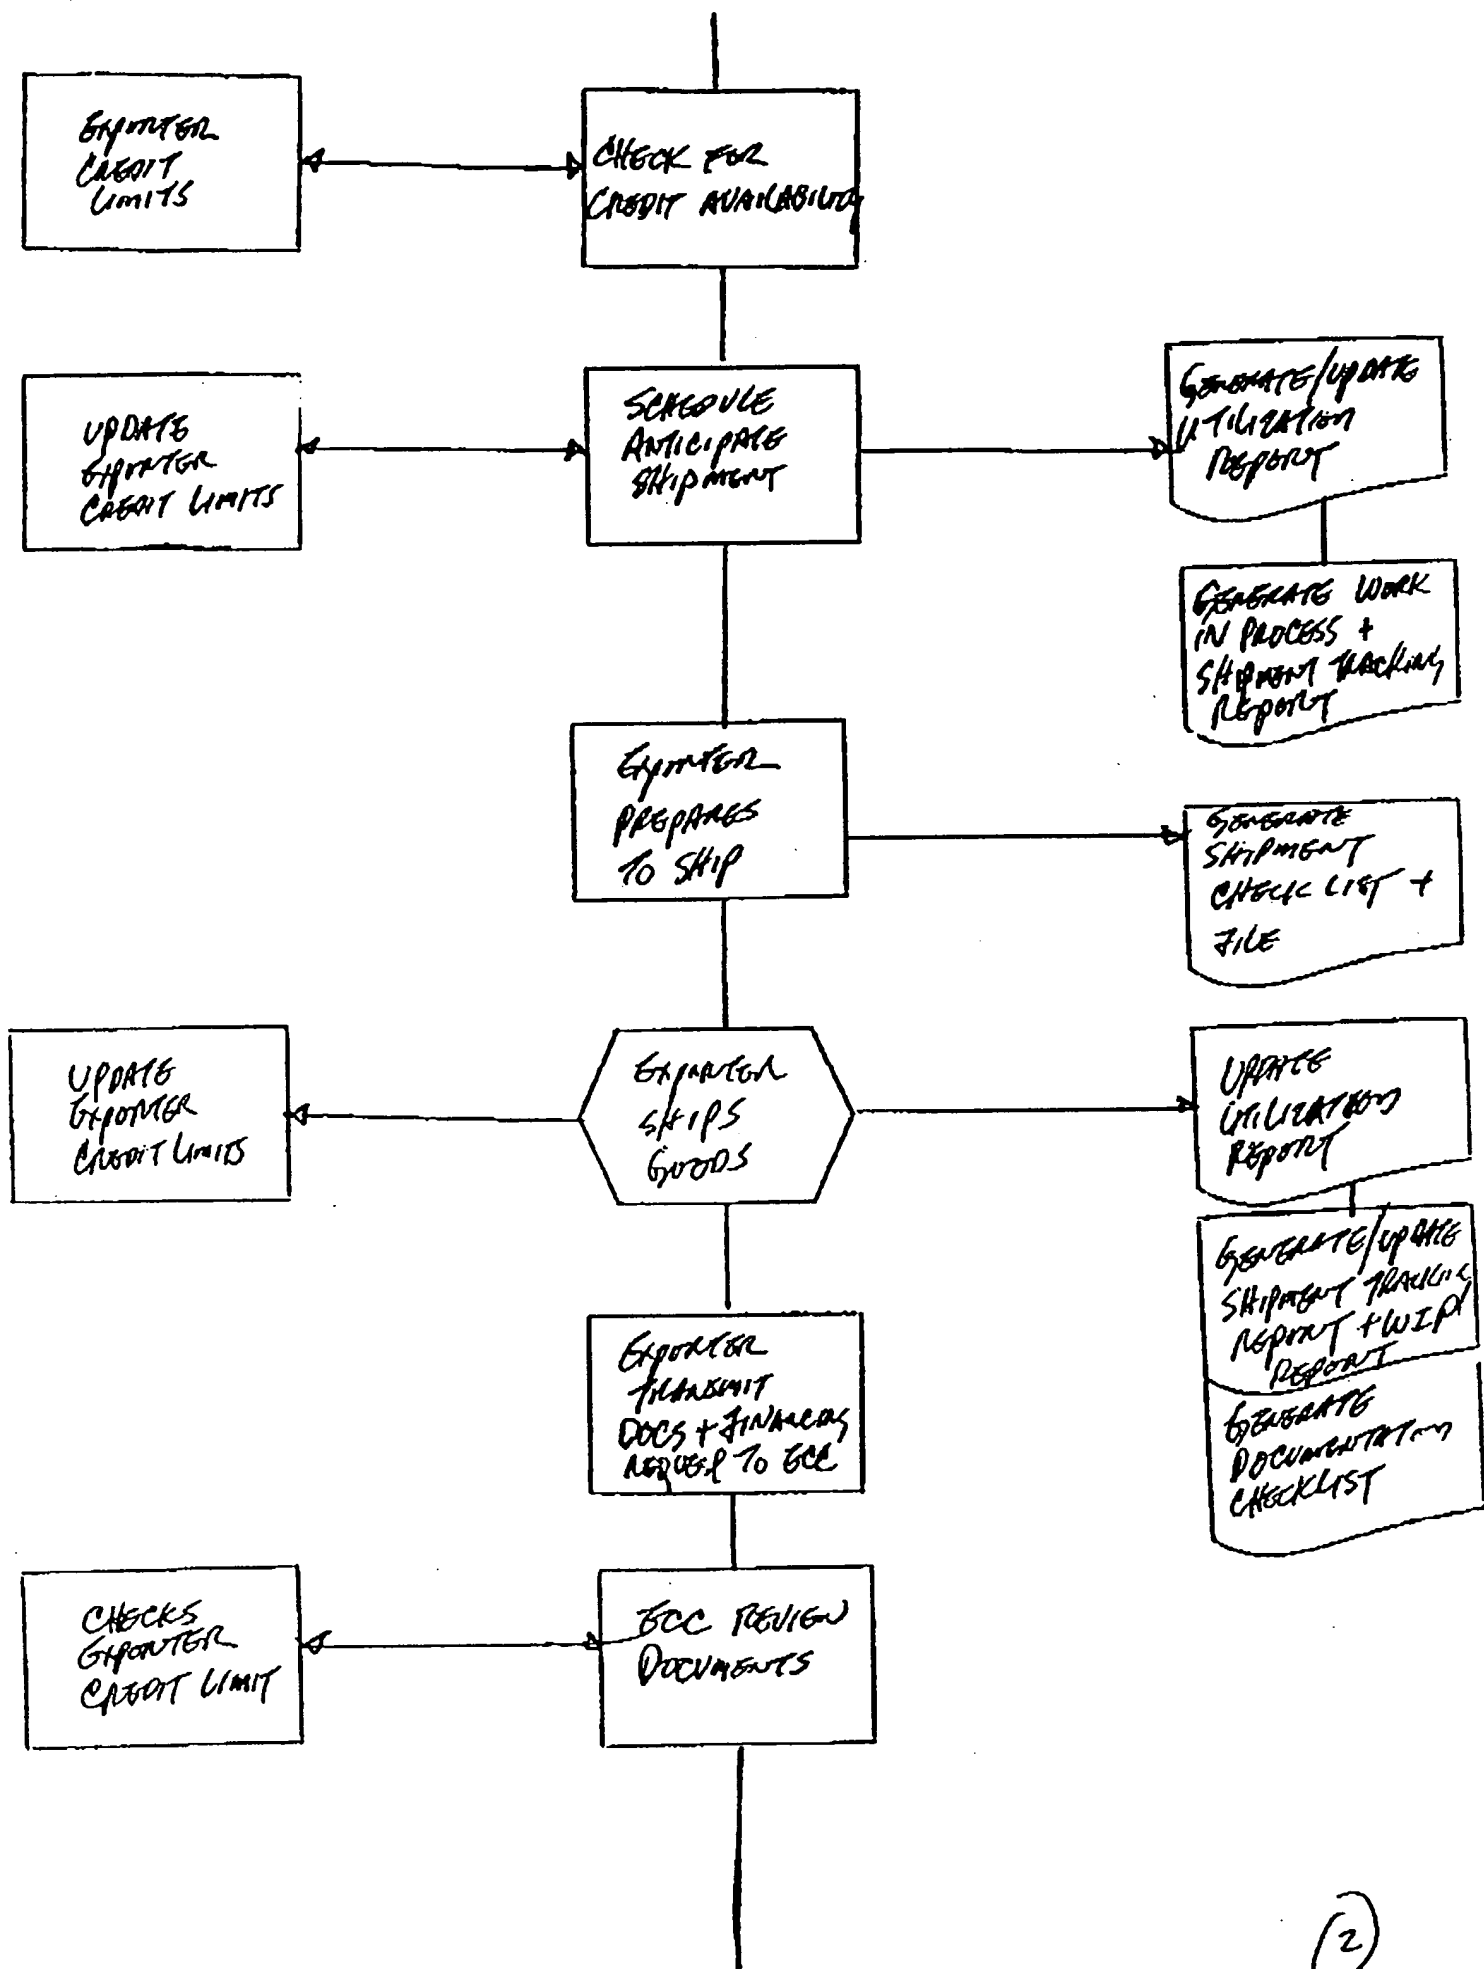 EXPORTER
CREDIT
LIMITS
CHECK FOR
CREDIT AVAILABILITY
UPDATE
EXPORTER
CREDIT LIMITS
SCHEDULE
ANTICIPATE
SHIPMENT
GENERATE/UPDATE
UTILIZATION
REPORT
GENERATE WORK
IN PROCESS +
SHIPMENT TRACKING
REPORT
EXPORTER
PREPARES
TO SHIP
GENERATE
SHIPMENT
CHECK LIST +
FILE
UPDATE
EXPORTER
CREDIT LIMITS
EXPORTER
SHIPS
GOODS
UPDATE
UTILIZATION
REPORT
GENERATE/UPDATE
SHIPMENT TRACKING
REPORT + WIP
REPORT
GENERATE
DOCUMENTATION
CHECKLIST
EXPORTER
TRANSMIT
DOCS + FINANCING
REQUEST TO ECC
CHECKS
EXPORTER
CREDIT LIMIT
ECC REVIEW
DOCUMENTS
2